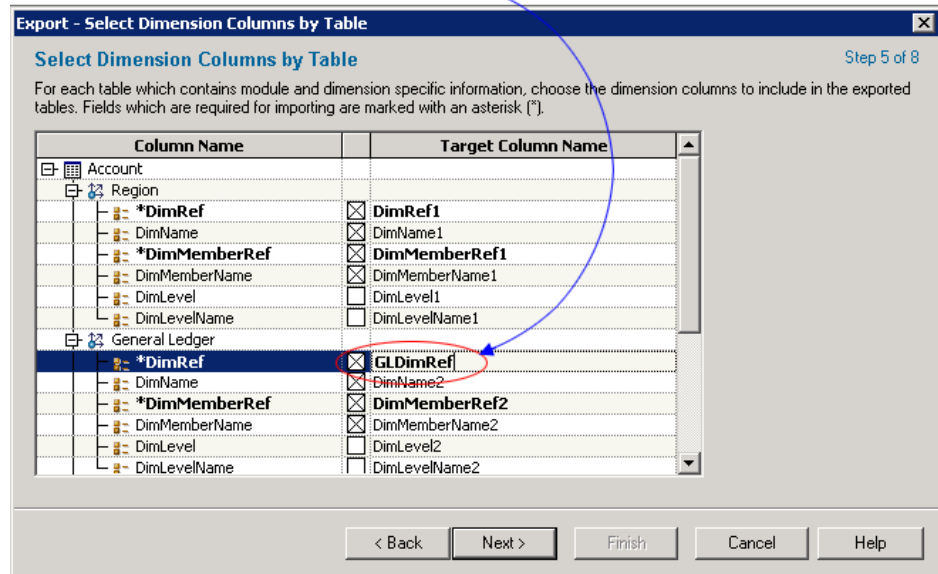 Export - Select Dimension Columns by Table
Select Dimension Columns by Table
Step 5 of 8
For each table which contains module and dimension specific information, choose the dimension columns to include in the exported
tables. Fields which are required for importing are marked with an asterisk (*).
Column Name Target Column Name
Account
Region
*DimRef DimRef1
DimName DimName1
*DimMemberRef DimMemberRef1
DimMemberName DimMemberName1
DimLevel DimLevel1
DimLevelName DimLevelName1
General Ledger
*DimRef GLDimRef
DimName DimName2
*DimMemberRef DimMemberRef2
DimMemberName DimMemberName2
DimLevel DimLevel2
DimLevelName DimLevelName2
< Back Next > Finish Cancel Help